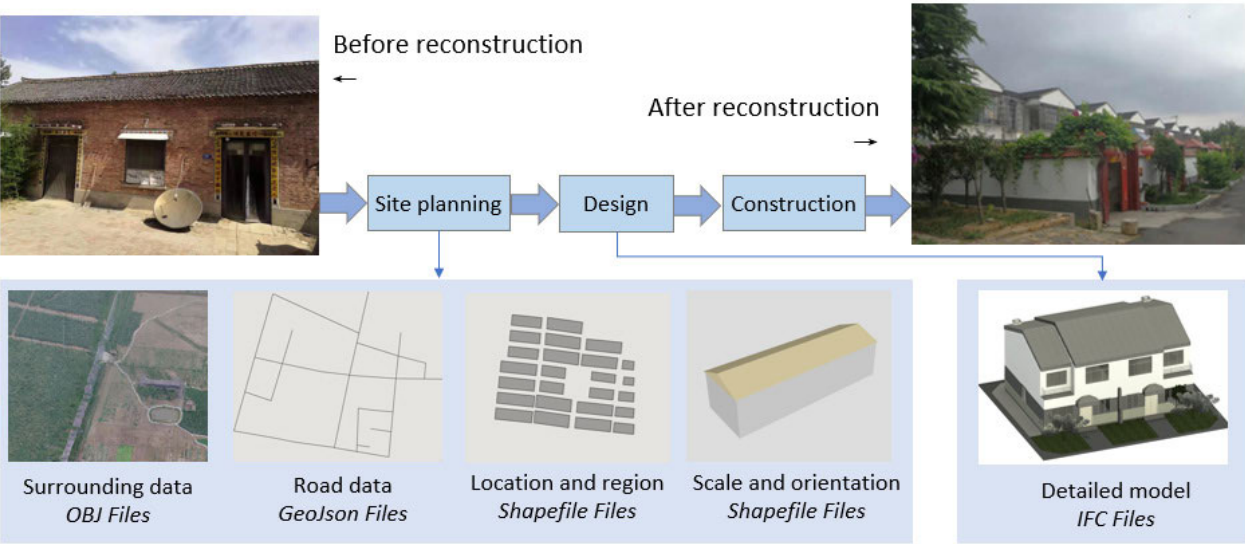 Before reconstruction
←
After reconstruction
→
Site planning
Design
Construction
Surrounding data
OBJ Files
Road data
GeoJson Files
Location and region
Shapefile Files
Scale and orientation
Shapefile Files
Detailed model
IFC Files